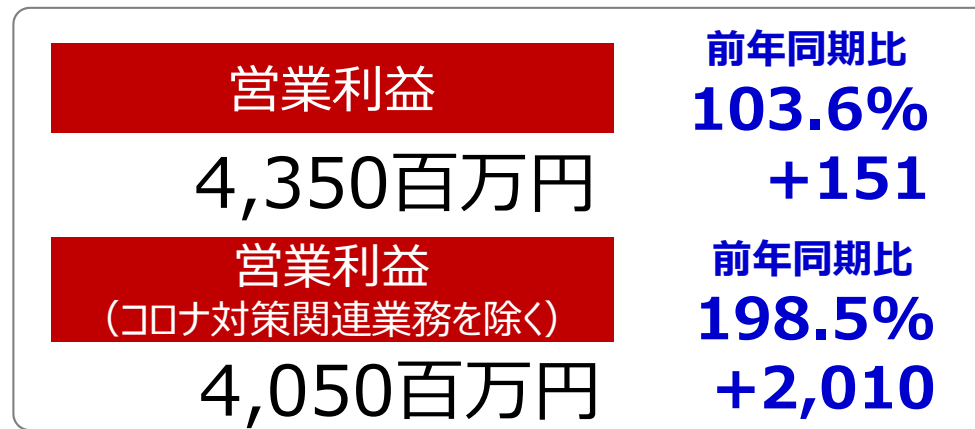 営業利益
前年同期比
103.6%
4,350百万円
+151
営業利益
（コロナ対策関連業務を除く）
前年同期比
198.5%
4,050百万円
+2,010